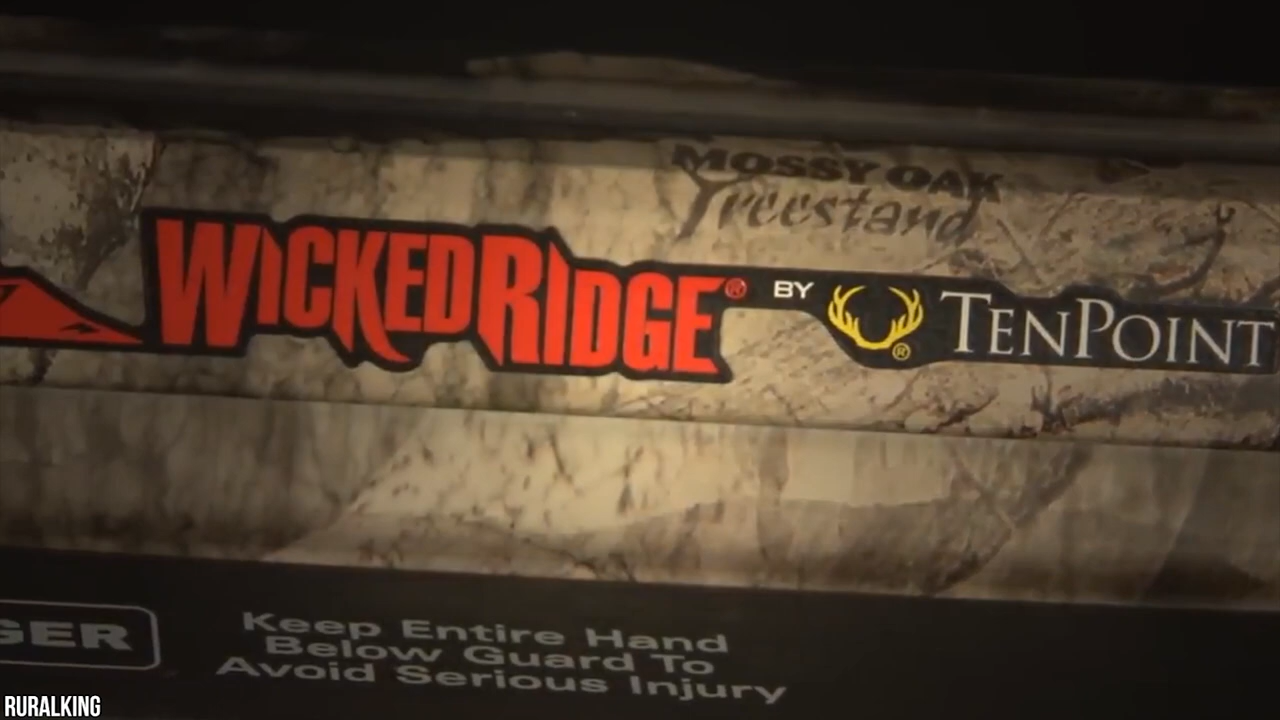 MOSSY OAK
Treestand
WICKEDRIDGE® BY ® TENPOINT
GER
Keep Entire Hand
Below Guard To
Avoid Serious Injury
RURALKING